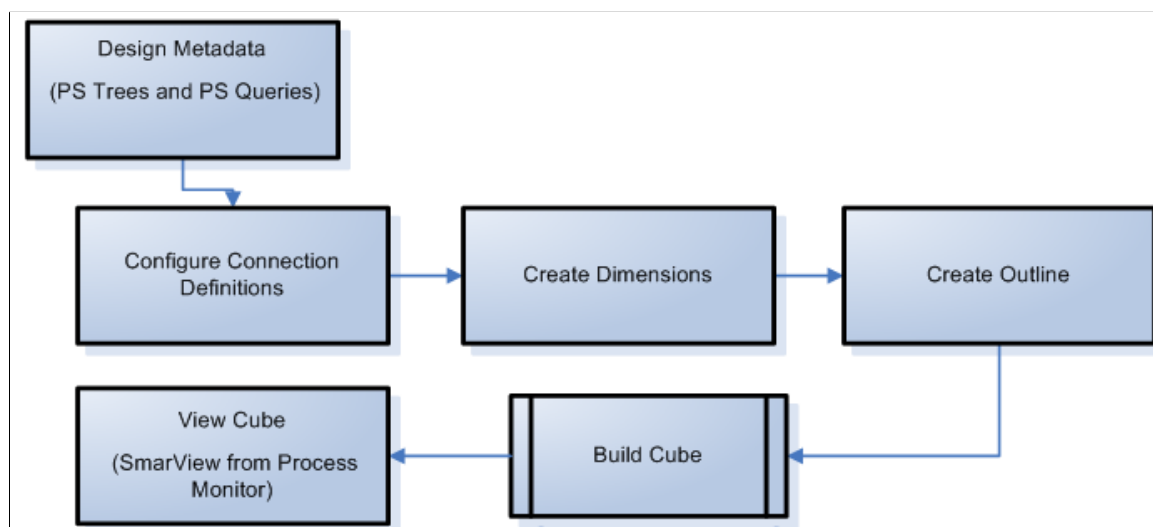 Design Metadata
(PS Trees and PS Queries)
Configure Connection
Definitions
Create Dimensions
Create Outline
View Cube
(SmarView from Process
Monitor)
Build Cube